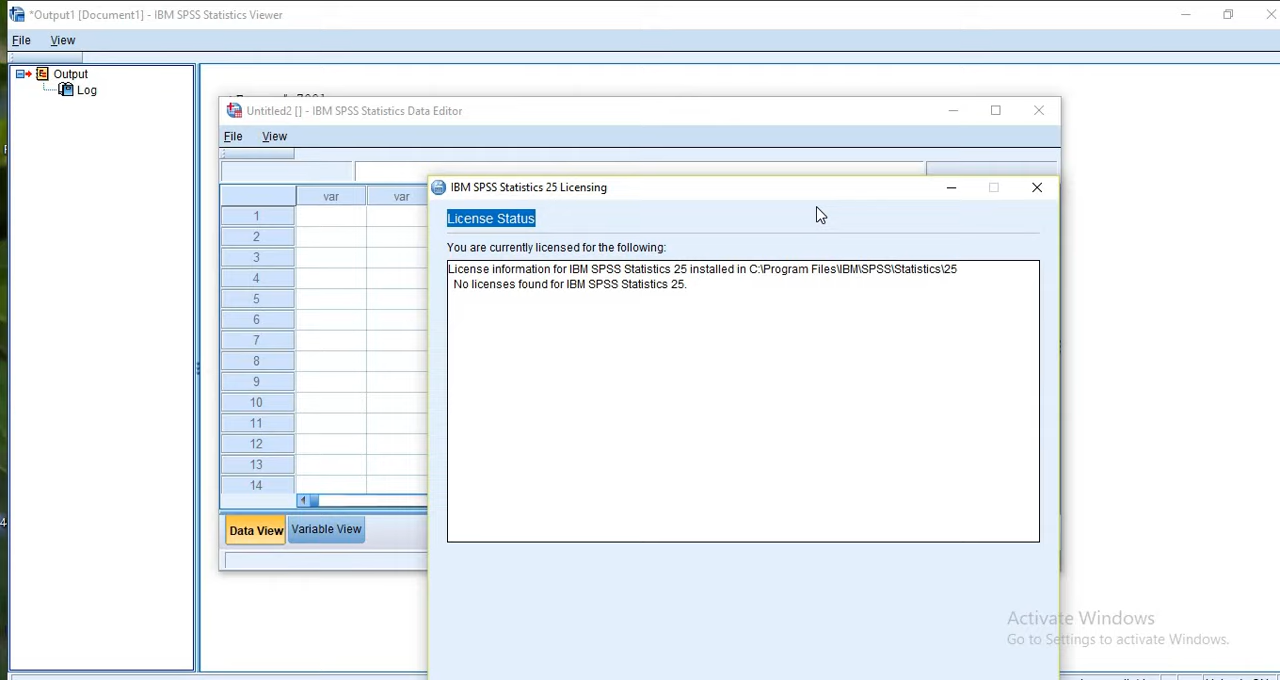 *Output1 [Document1] - IBM SPSS Statistics Viewer
File View
Output
Log
Untitled2 [] - IBM SPSS Statistics Data Editor
File View
var var
1
2
3
4
5
6
7
8
9
10
11
12
13
14
Data View Variable View
IBM SPSS Statistics 25 Licensing
License Status
You are currently licensed for the following:
License information for IBM SPSS Statistics 25 installed in C:\Program Files\IBM\SPSS\Statistics\25
No licenses found for IBM SPSS Statistics 25.
Activate Windows
Go to Settings to activate Windows.